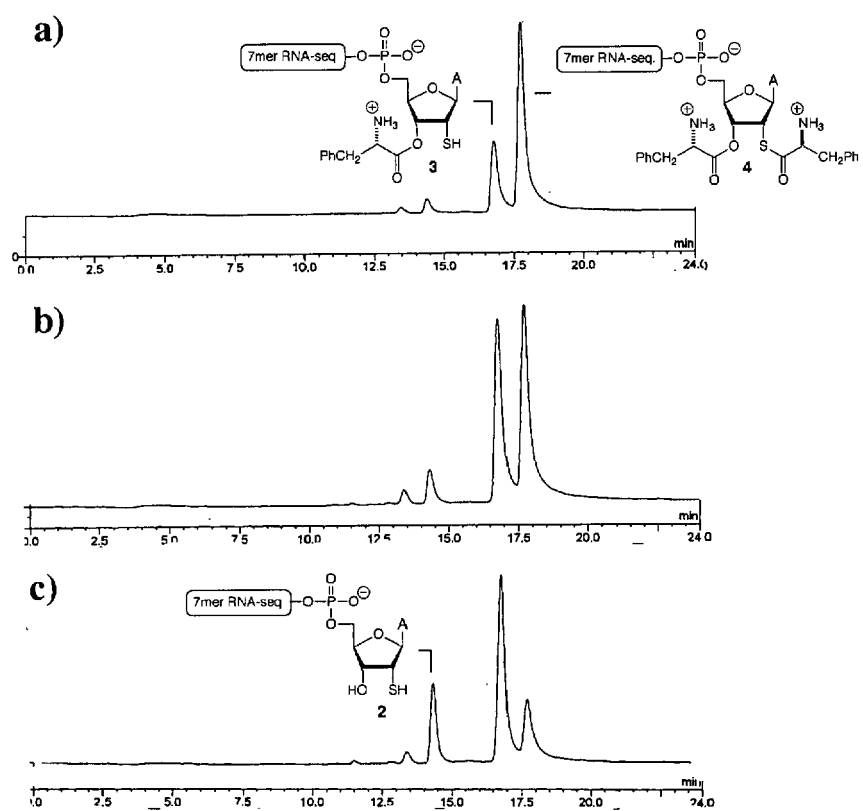 a)
7mer RNA-seq
O
O P O ⊖
O
O
A
⊕
NH3
PhCH2
O
SH
O
3
7mer RNA-seq.
O
O P O ⊖
O
O
A
⊕
NH3
PhCH2
O
O
S
O
⊕
NH3
CH2Ph
4
min
0
0.0 2.5 5.0 7.5 10.0 12.5 15.0 17.5 20.0 24.0
b)
min
0.0 2.5 5.0 7.5 10.0 12.5 15.0 17.5 20.0 24.0
c)
7mer RNA-seq
O
O P O ⊖
O
O
A
HO
SH
2
min
.0 2.5 5.0 7.5 10.0 12.5 15.0 17.5 20.0 24.0